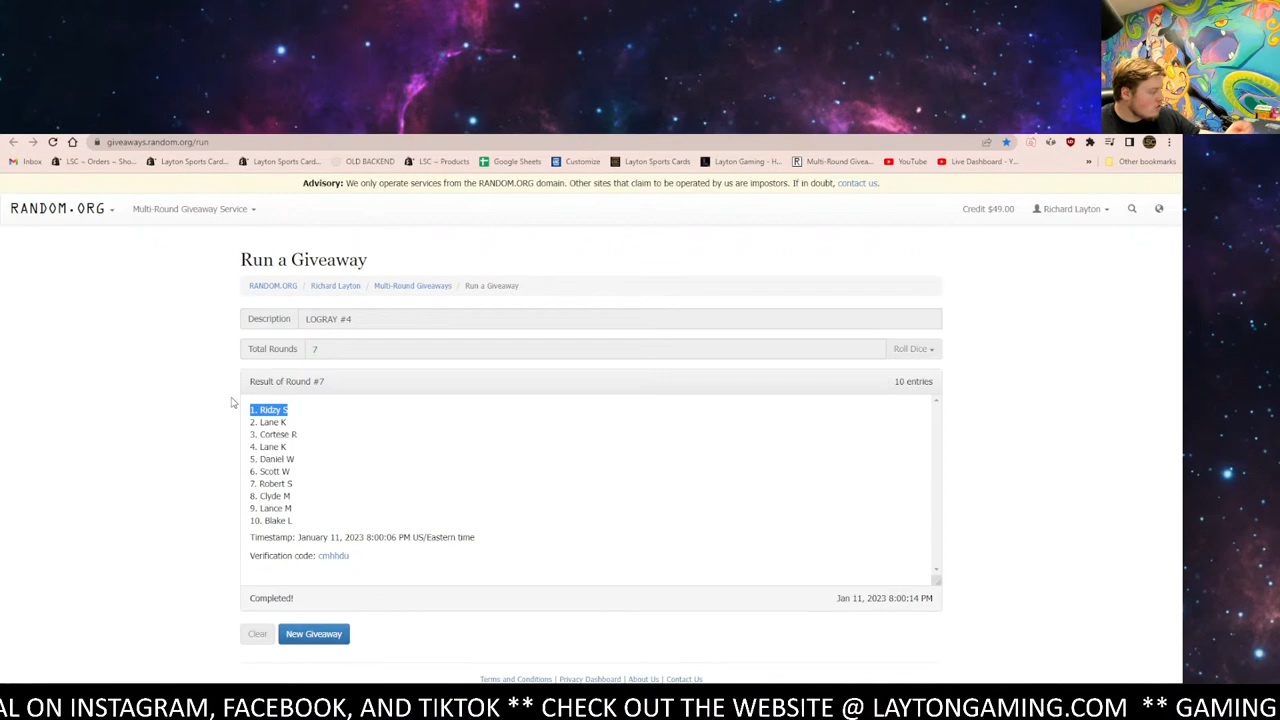 giveaways.random.org/run
Inbox LSC – Orders – Sho... Layton Sports Card... Layton Sports Card... OLD BACKEND LSC – Products Google Sheets Customize Layton Sports Cards Layton Gaming - H... Multi-Round Givea... YouTube Live Dashboard - Y... » Other bookmarks
Advisory: We only operate services from the RANDOM.ORG domain. Other sites that claim to be operated by us are impostors. If in doubt, contact us.
RANDOM.ORG Multi-Round Giveaway Service Credit $49.00 Richard Layton
Run a Giveaway
RANDOM.ORG / Richard Layton / Multi-Round Giveaways / Run a Giveaway
Description LOGRAY #4
Total Rounds 7 Roll Dice
Result of Round #7 10 entries
1. Ridzy S
2. Lane K
3. Cortese R
4. Lane K
5. Daniel W
6. Scott W
7. Robert S
8. Clyde M
9. Lance M
10. Blake L
Timestamp: January 11, 2023 8:00:06 PM US/Eastern time
Verification code: cmhhdu
Completed! Jan 11, 2023 8:00:14 PM
Clear New Giveaway
Terms and Conditions | Privacy Dashboard | About Us | Contact Us
AL ON INSTAGRAM, FACEBOOK, AND TIKTOK ** CHECK OUT THE WEBSITE @ LAYTONGAMING.COM ** GAMING